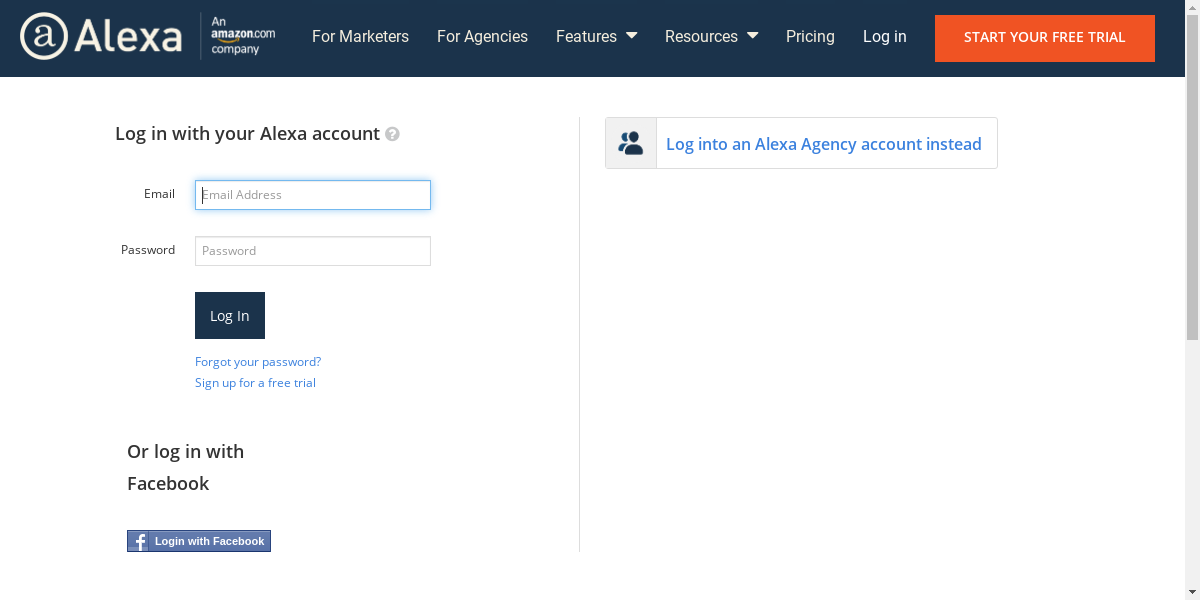 Alexa
An
amazon.com
company
For Marketers
For Agencies
Features
Resources
Pricing
Log in
START YOUR FREE TRIAL
Log in with your Alexa account
Email
Email Address
Password
Password
Log In
Forgot your password?
Sign up for a free trial
Or log in with
Facebook
Login with Facebook
Log into an Alexa Agency account instead